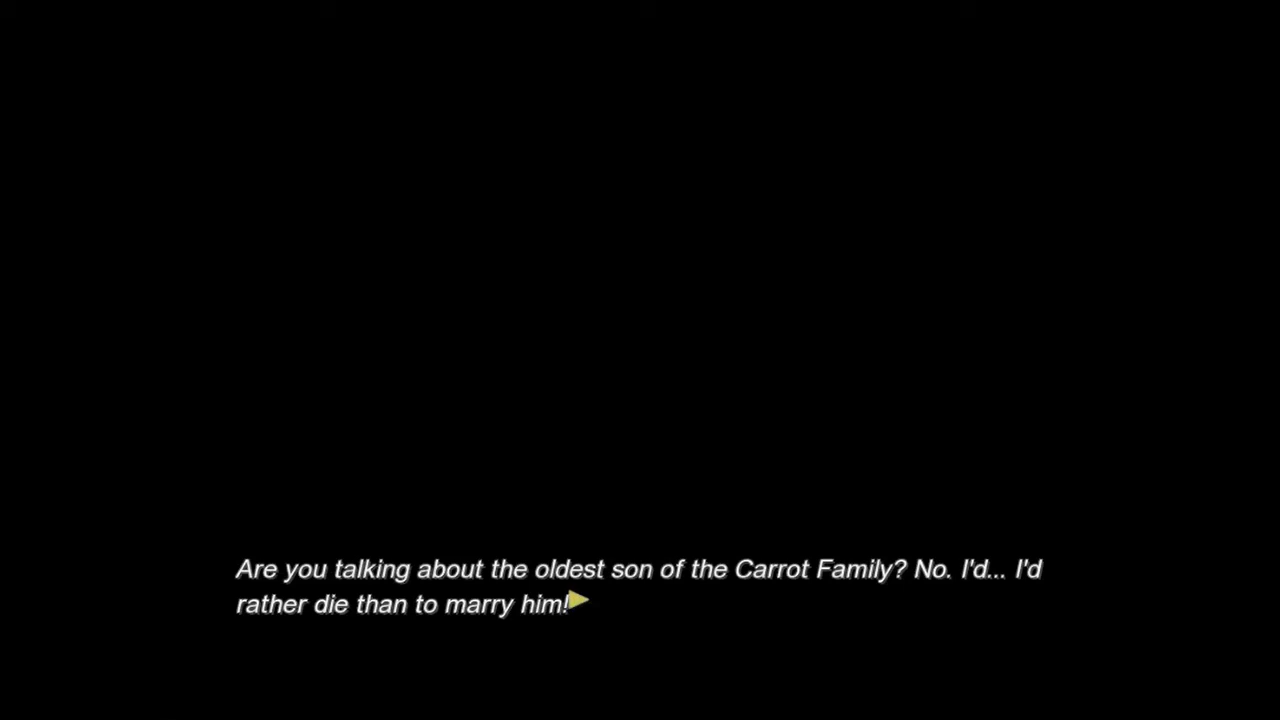 Are you talking about the oldest son of the Carrot Family? No. I'd... I'd
rather die than to marry him!